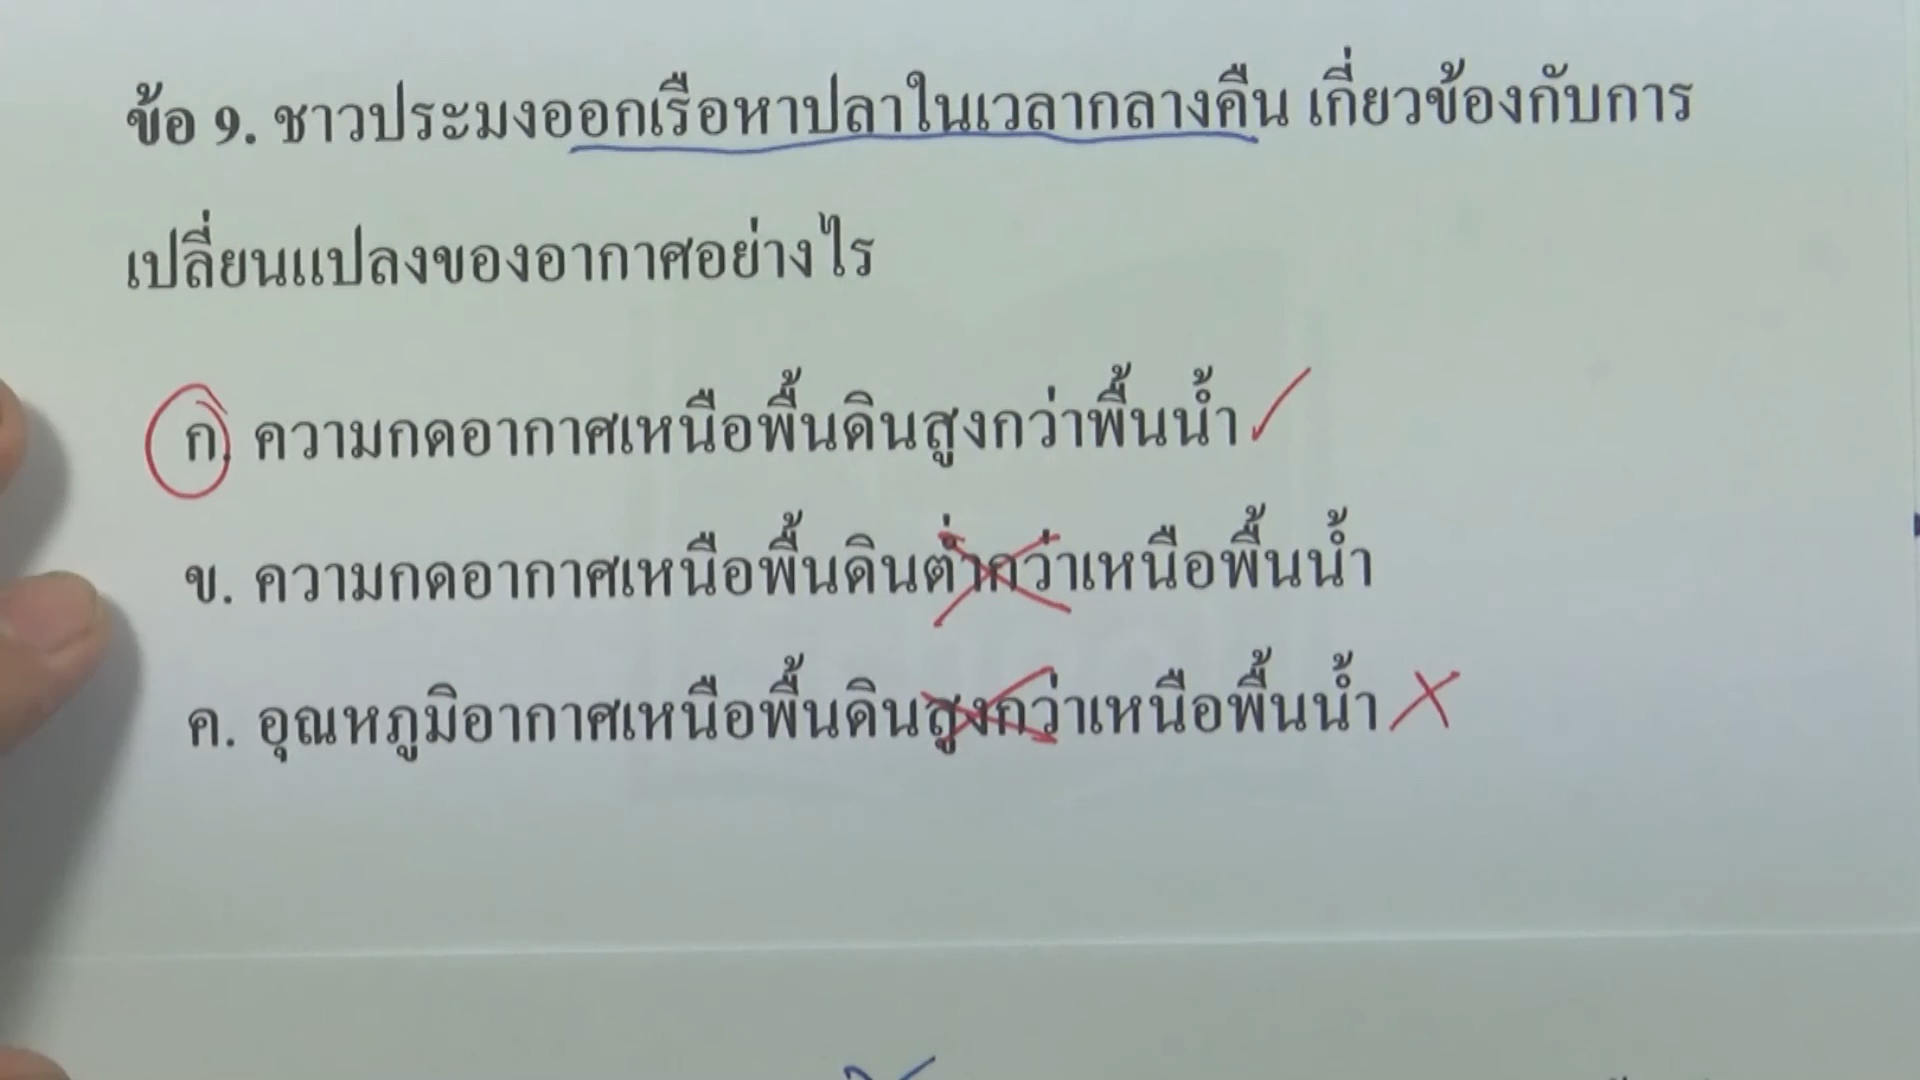 ข้อ 9. ชาวประมงออกเรือหาปลาในเวลากลางคืน เกี่ยวข้องกับการ
เปลี่ยนแปลงของอากาศอย่างไร
ก. ความกดอากาศเหนือพื้นดินสูงกว่าพื้นน้ำ
ข. ความกดอากาศเหนือพื้นดินต่ำกว่าเหนือพื้นน้ำ
ค. อุณหภูมิอากาศเหนือพื้นดินสูงกว่าเหนือพื้นน้ำ